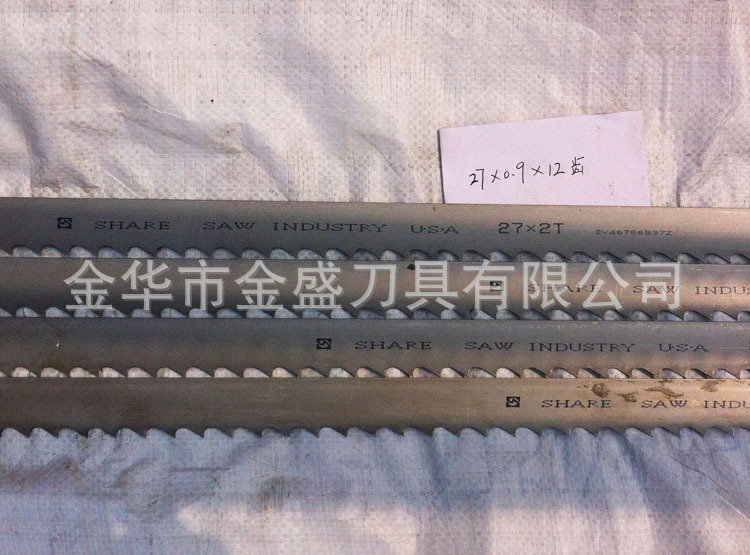 27×0.9×12齿
SHARE SAW INDUSTRY U.S.A 27×2T
金华市金盛刀具有限公司
SHARE SAW INDUS
SHARE SAW INDUSTRY U.S.A
SHARE SAW INDU